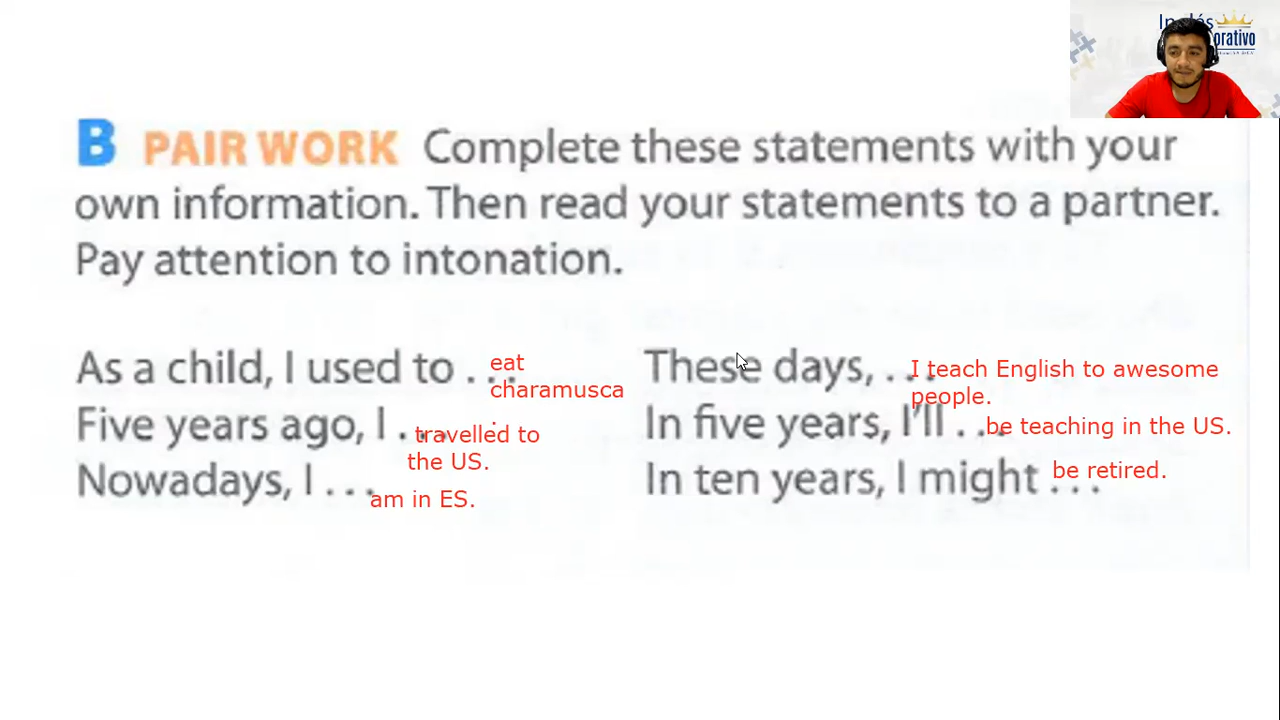 Inglés
orativo
B PAIR WORK Complete these statements with your
own information. Then read your statements to a partner.
Pay attention to intonation.
As a child, I used to . . . eat
charamusca
.
Five years ago, I . . . travelled to
the US.
Nowadays, I . . . am in ES.
These days, . . . I teach English to awesome
people.
In five years, I'll . . . be teaching in the US.
In ten years, I might . . . be retired.